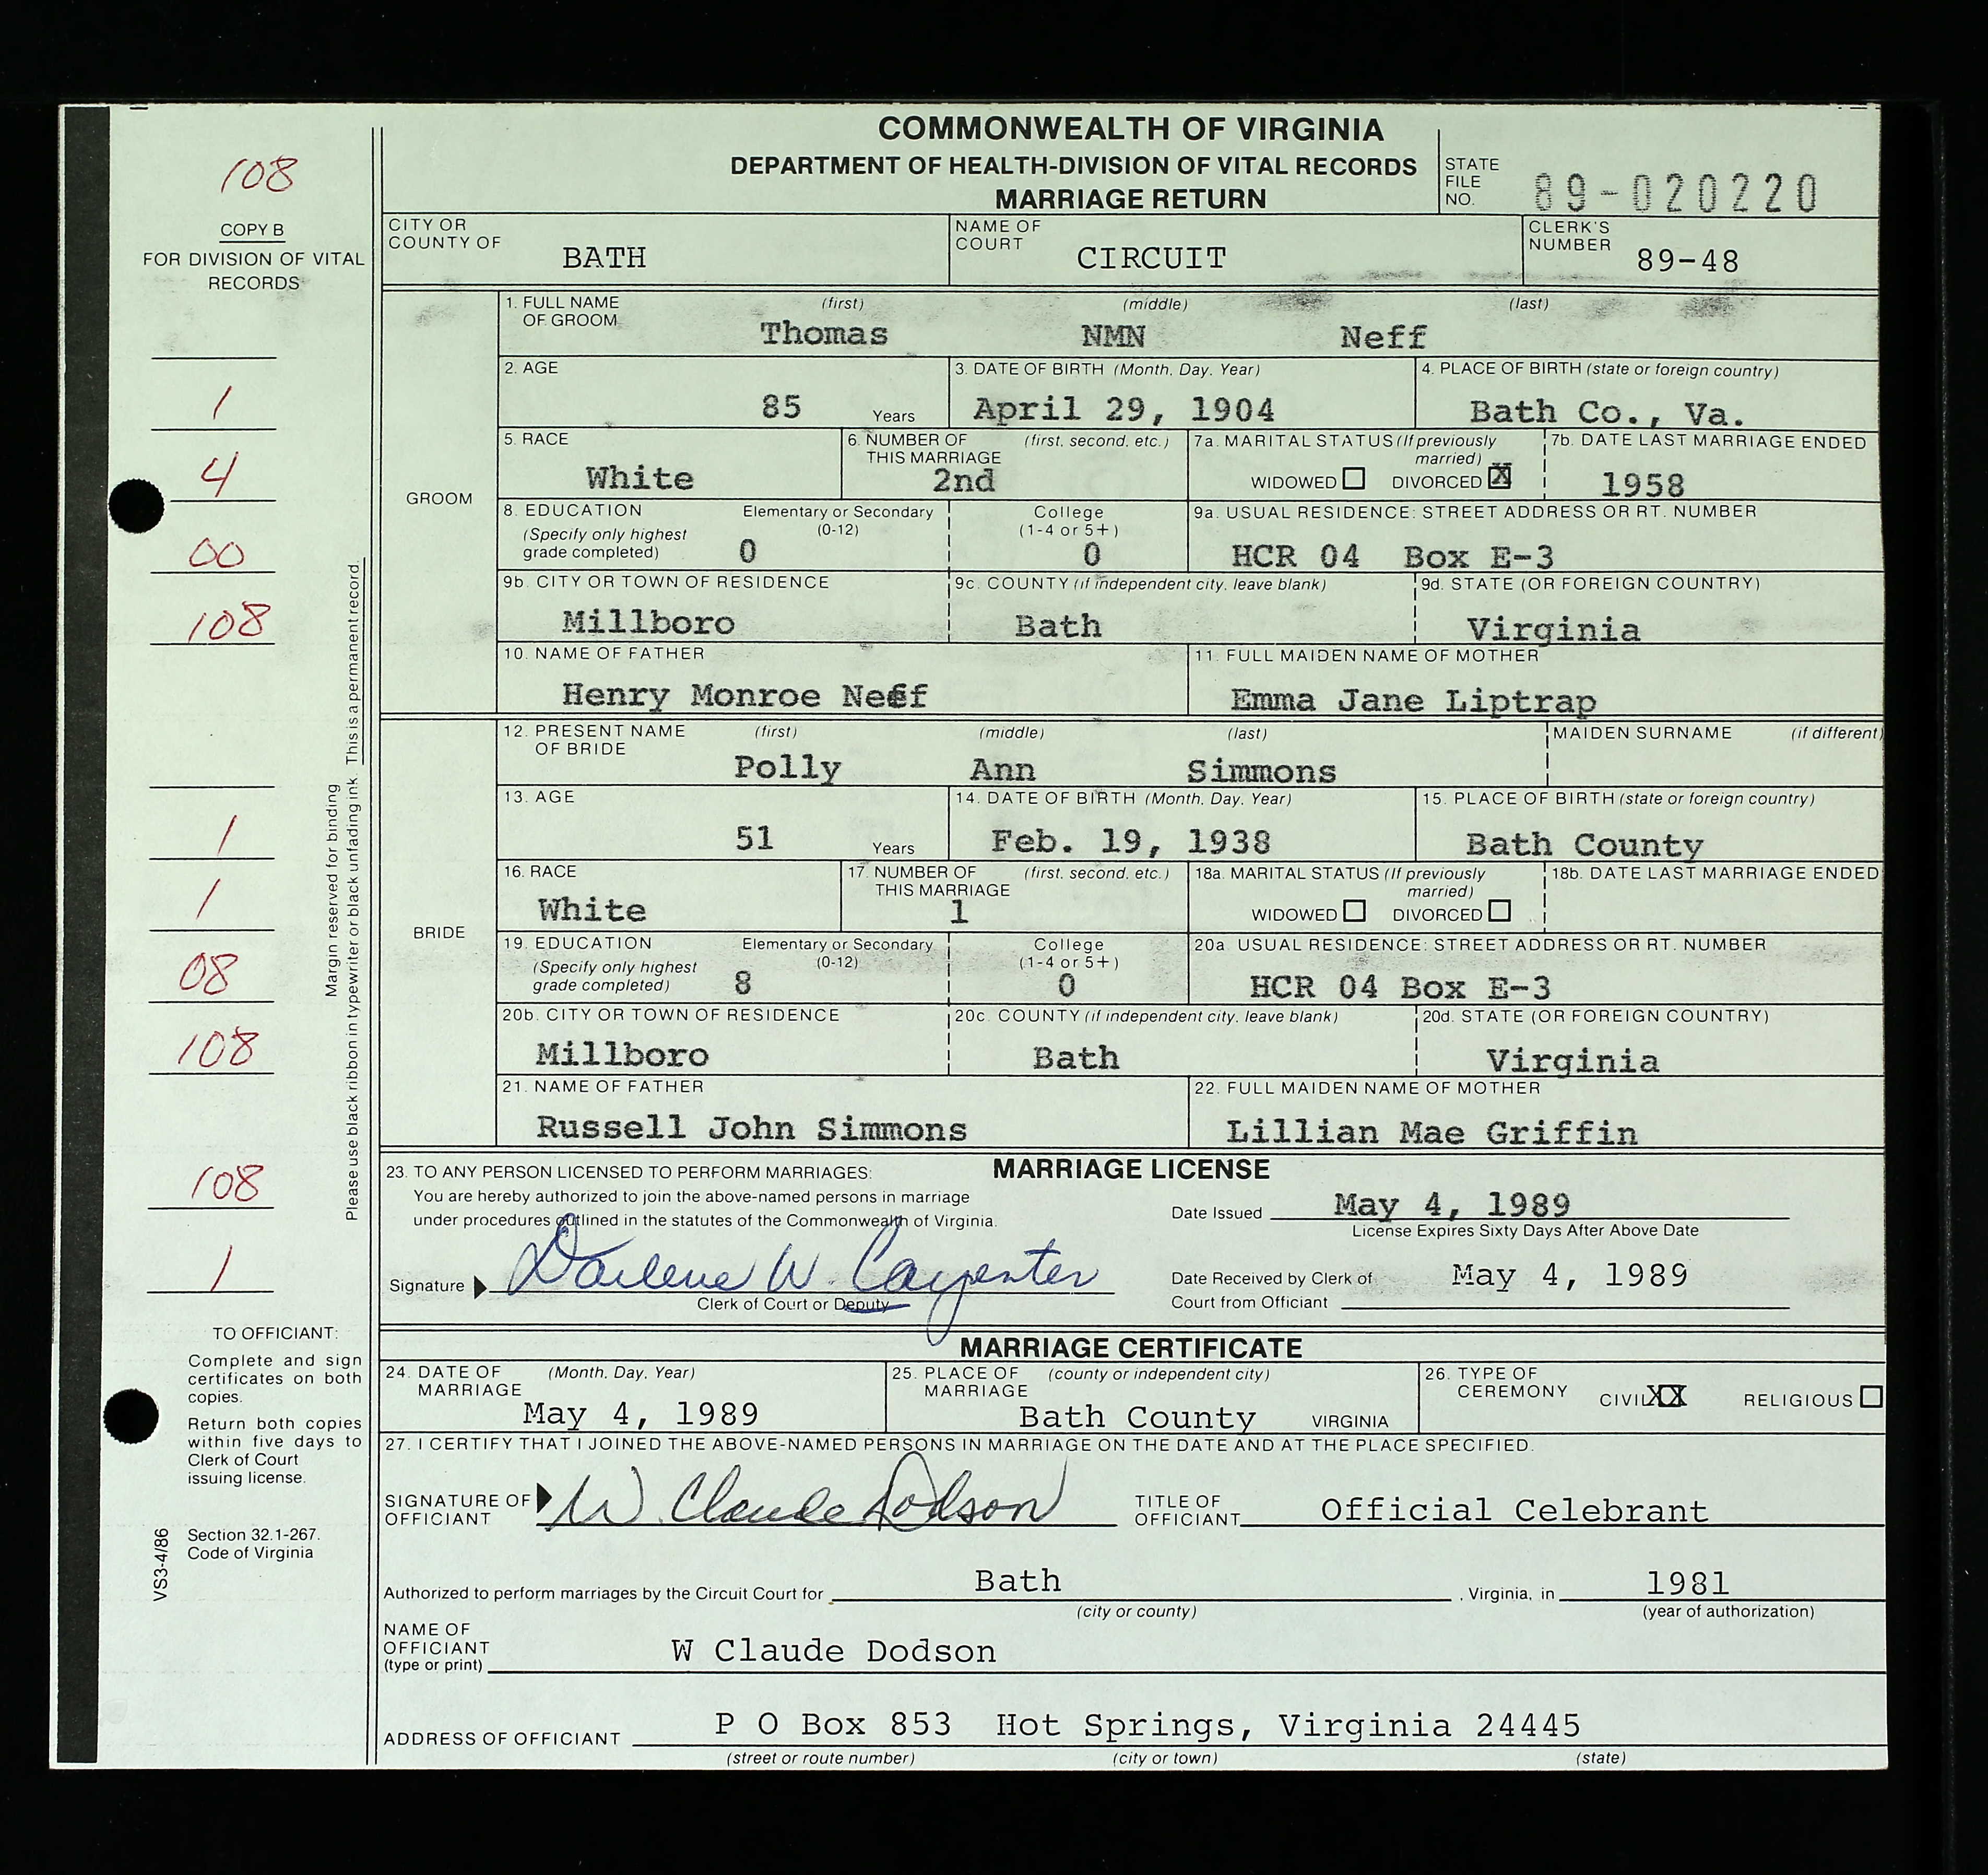 COMMONWEALTH OF VIRGINIA
DEPARTMENT OF HEALTH-DIVISION OF VITAL RECORDS
MARRIAGE RETURN
STATE FILE NO. 89-020220
108
COPY B
FOR DIVISION OF VITAL
RECORDS
CITY OR COUNTY OF BATH
NAME OF COURT CIRCUIT
CLERK'S NUMBER 89-48
GROOM
1. FULL NAME OF GROOM (first) (middle) (last)
Thomas NMN Neff
2. AGE 85 Years
3. DATE OF BIRTH (Month, Day, Year) April 29, 1904
4. PLACE OF BIRTH (state or foreign country) Bath Co., Va.
5. RACE White
6. NUMBER OF THIS MARRIAGE (first, second, etc.) 2nd
7a. MARITAL STATUS (If previously married) WIDOWED DIVORCED X
7b. DATE LAST MARRIAGE ENDED 1958
8. EDUCATION (Specify only highest grade completed) Elementary or Secondary (0-12) 0
College (1-4 or 5+) 0
9a. USUAL RESIDENCE: STREET ADDRESS OR RT. NUMBER HCR 04 Box E-3
9b. CITY OR TOWN OF RESIDENCE Millboro
9c. COUNTY (if independent city, leave blank) Bath
9d. STATE (OR FOREIGN COUNTRY) Virginia
10. NAME OF FATHER Henry Monroe Neff
11. FULL MAIDEN NAME OF MOTHER Emma Jane Liptrap
BRIDE
12. PRESENT NAME OF BRIDE (first) (middle) (last)
Polly Ann Simmons
MAIDEN SURNAME (if different)
13. AGE 51 Years
14. DATE OF BIRTH (Month, Day, Year) Feb. 19, 1938
15. PLACE OF BIRTH (state or foreign country) Bath County
16. RACE White
17. NUMBER OF THIS MARRIAGE (first, second, etc.) 1
18a. MARITAL STATUS (If previously married) WIDOWED DIVORCED
18b. DATE LAST MARRIAGE ENDED
19. EDUCATION (Specify only highest grade completed) Elementary or Secondary (0-12) 8
College (1-4 or 5+) 0
20a. USUAL RESIDENCE: STREET ADDRESS OR RT. NUMBER HCR 04 Box E-3
20b. CITY OR TOWN OF RESIDENCE Millboro
20c. COUNTY (if independent city, leave blank) Bath
20d. STATE (OR FOREIGN COUNTRY) Virginia
21. NAME OF FATHER Russell John Simmons
22. FULL MAIDEN NAME OF MOTHER Lillian Mae Griffin
1
4
00
108
1
1
08
108
108
1
Margin reserved for binding
Please use black ribbon in typewriter or black unfading ink. This is a permanent record.
MARRIAGE LICENSE
23. TO ANY PERSON LICENSED TO PERFORM MARRIAGES:
You are hereby authorized to join the above-named persons in marriage
under procedures outlined in the statutes of the Commonwealth of Virginia.
Date Issued May 4, 1989
License Expires Sixty Days After Above Date
Signature Darlene W. Carpenter
Clerk of Court or Deputy
Date Received by Clerk of Court from Officiant May 4, 1989
MARRIAGE CERTIFICATE
24. DATE OF MARRIAGE (Month, Day, Year) May 4, 1989
25. PLACE OF MARRIAGE (county or independent city) Bath County VIRGINIA
26. TYPE OF CEREMONY CIVIL XX RELIGIOUS
27. I CERTIFY THAT I JOINED THE ABOVE-NAMED PERSONS IN MARRIAGE ON THE DATE AND AT THE PLACE SPECIFIED.
SIGNATURE OF OFFICIANT W. Claude Dodson
TITLE OF OFFICIANT Official Celebrant
Authorized to perform marriages by the Circuit Court for Bath, Virginia, in 1981
(city or county) (year of authorization)
NAME OF OFFICIANT (type or print) W Claude Dodson
ADDRESS OF OFFICIANT P O Box 853 Hot Springs, Virginia 24445
(street or route number) (city or town) (state)
TO OFFICIANT:
Complete and sign
certificates on both
copies.
Return both copies
within five days to
Clerk of Court
issuing license.
Section 32.1-267.
Code of Virginia
VS3-4/86